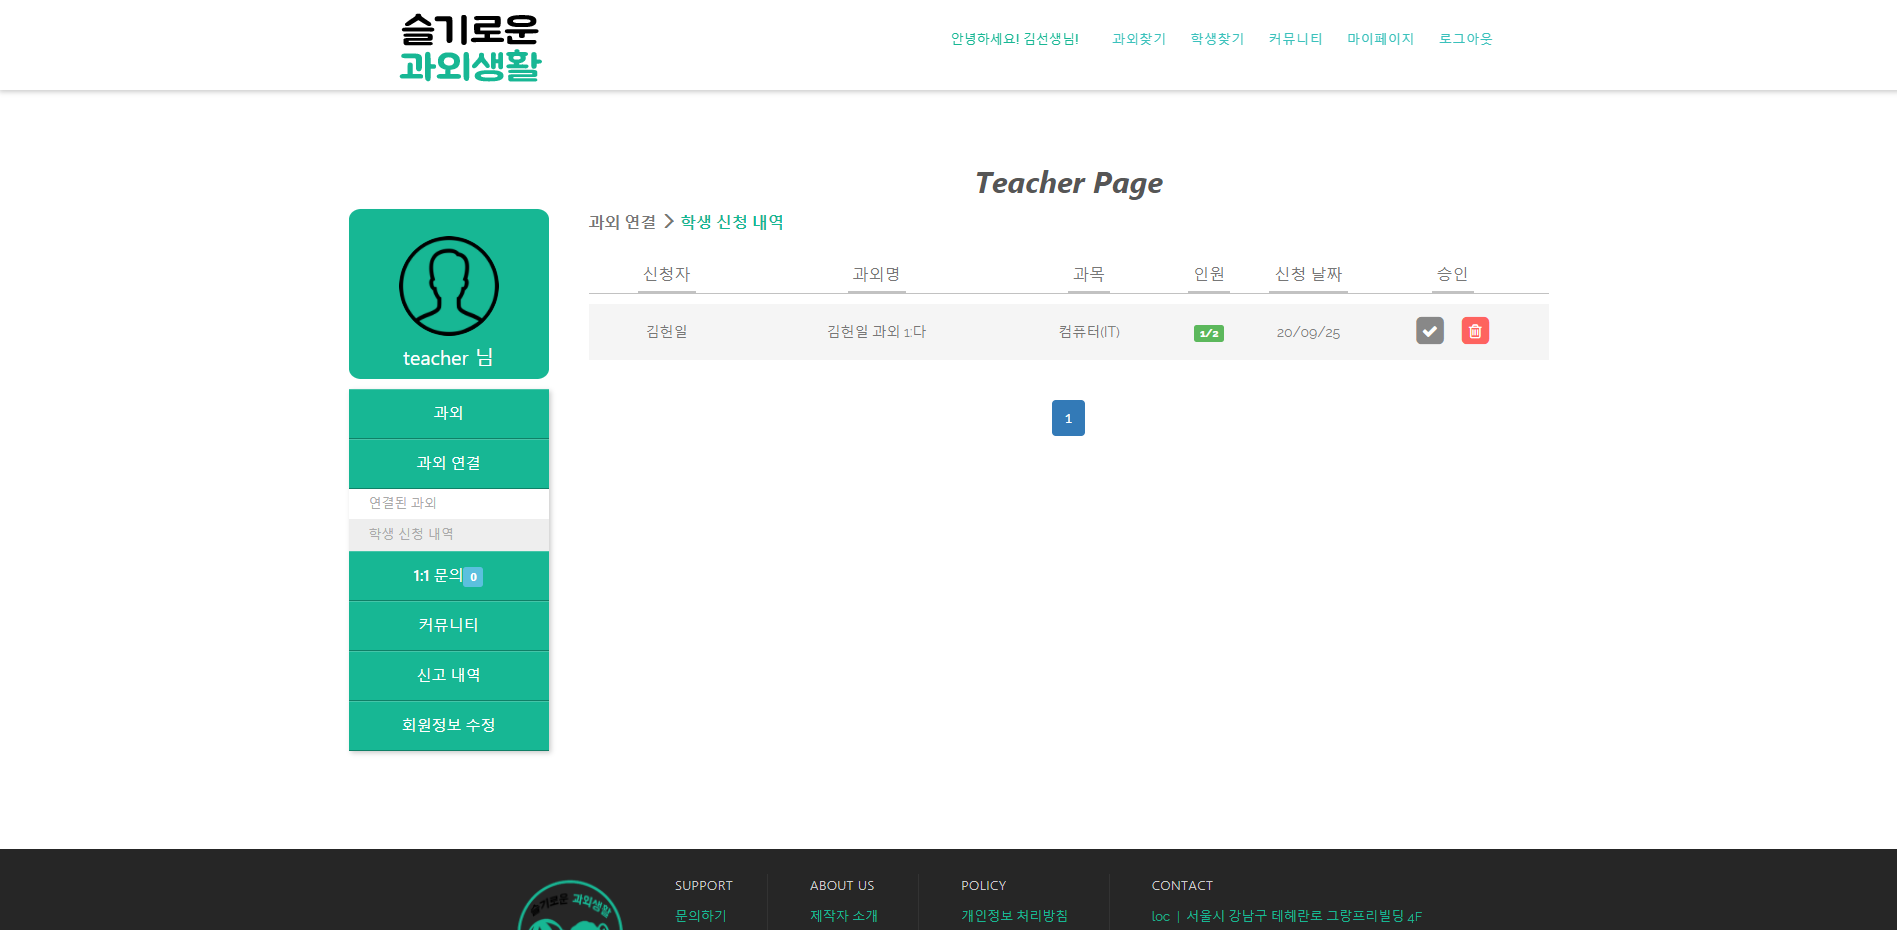 슬기로운
과외생활
안녕하세요! 김선생님! 과외찾기 학생찾기 커뮤니티 마이페이지 로그아웃
Teacher Page
과외 연결 > 학생 신청 내역
신청자 과외명 과목 인원 신청 날짜 승인
김헌일 김헌일 과외 1:다 컴퓨터(IT) 1/2 20/09/25
1
teacher 님
과외
과외 연결
연결된 과외
학생 신청 내역
1:1 문의 0
커뮤니티
신고 내역
회원정보 수정
슬기로운 과외생활
SUPPORT ABOUT US POLICY CONTACT
문의하기 제작자 소개 개인정보 처리방침 loc | 서울시 강남구 테헤란로 그랑프리빌딩 4F